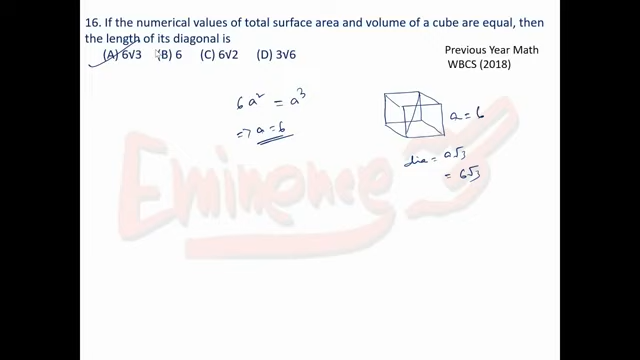 16. If the numerical values of total surface area and volume of a cube are equal, then
the length of its diagonal is
(A) 6√3 (B) 6 (C) 6√2 (D) 3√6
Previous Year Math
WBCS (2018)
6a² = a³
=> a = 6
a = 6
dia = a√3
= 6√3
Eminence